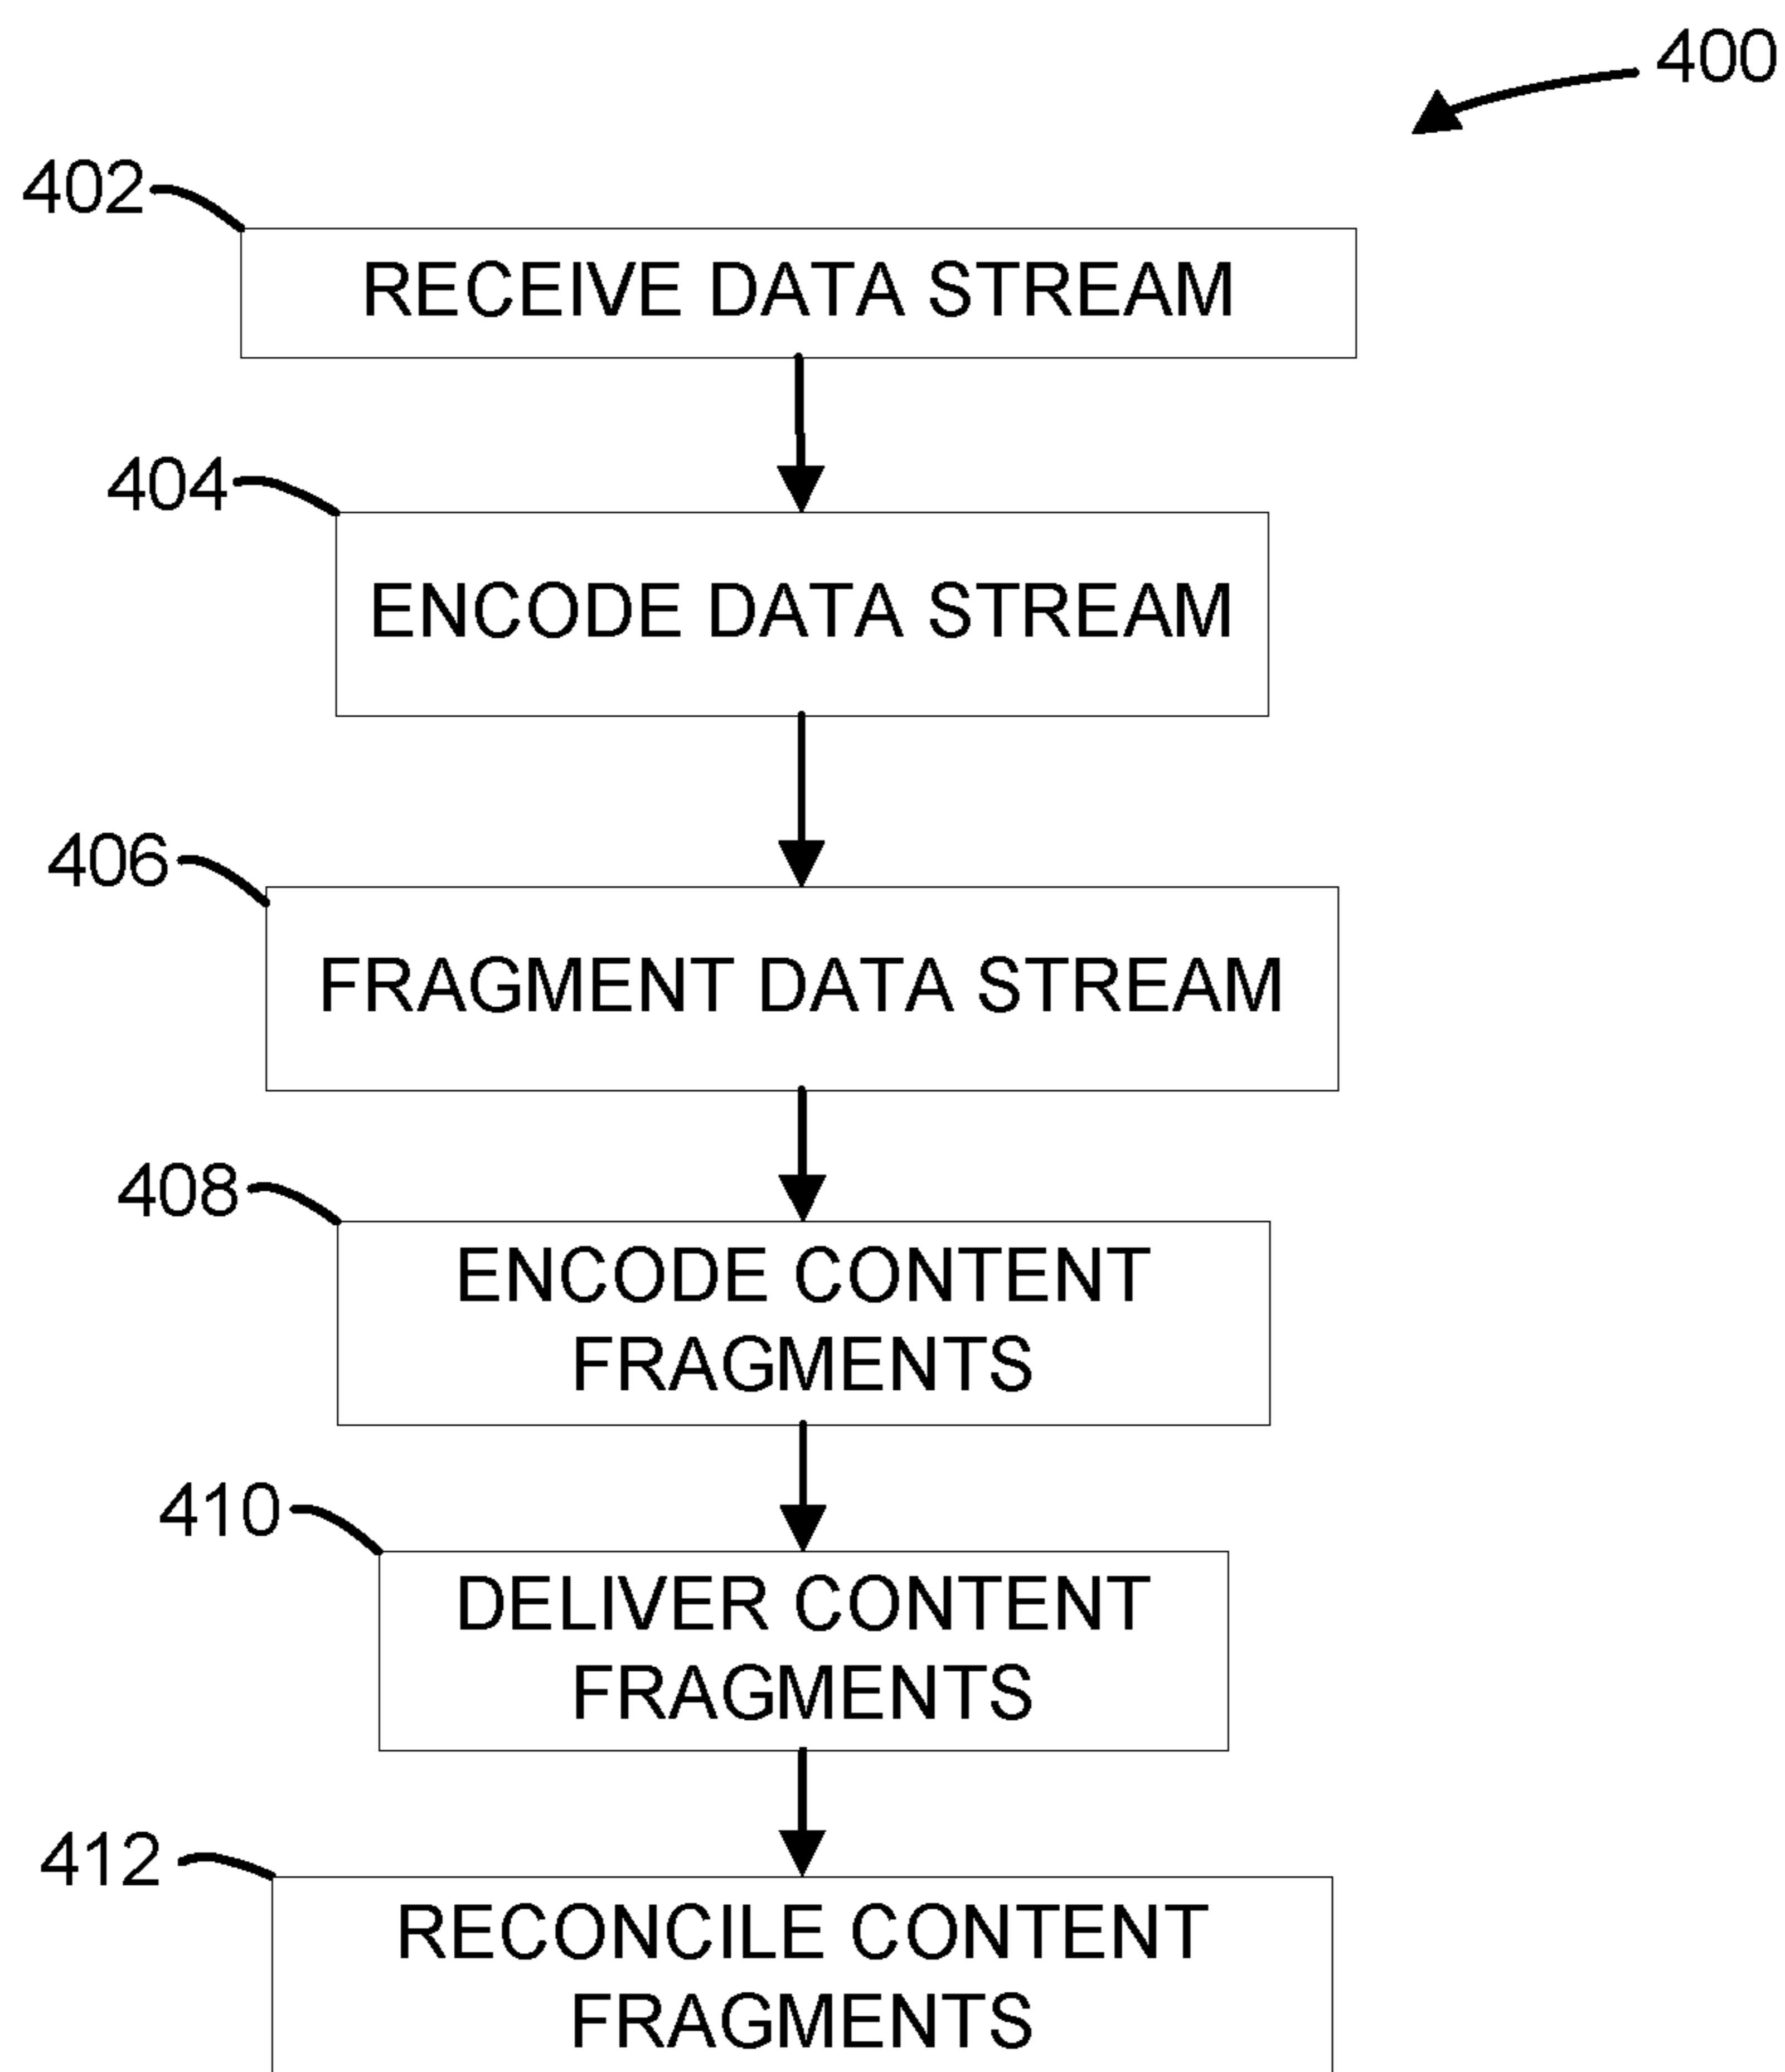 400
402
RECEIVE DATA STREAM
404
ENCODE DATA STREAM
406
FRAGMENT DATA STREAM
408
ENCODE CONTENT
FRAGMENTS
410
DELIVER CONTENT
FRAGMENTS
412
RECONCILE CONTENT
FRAGMENTS